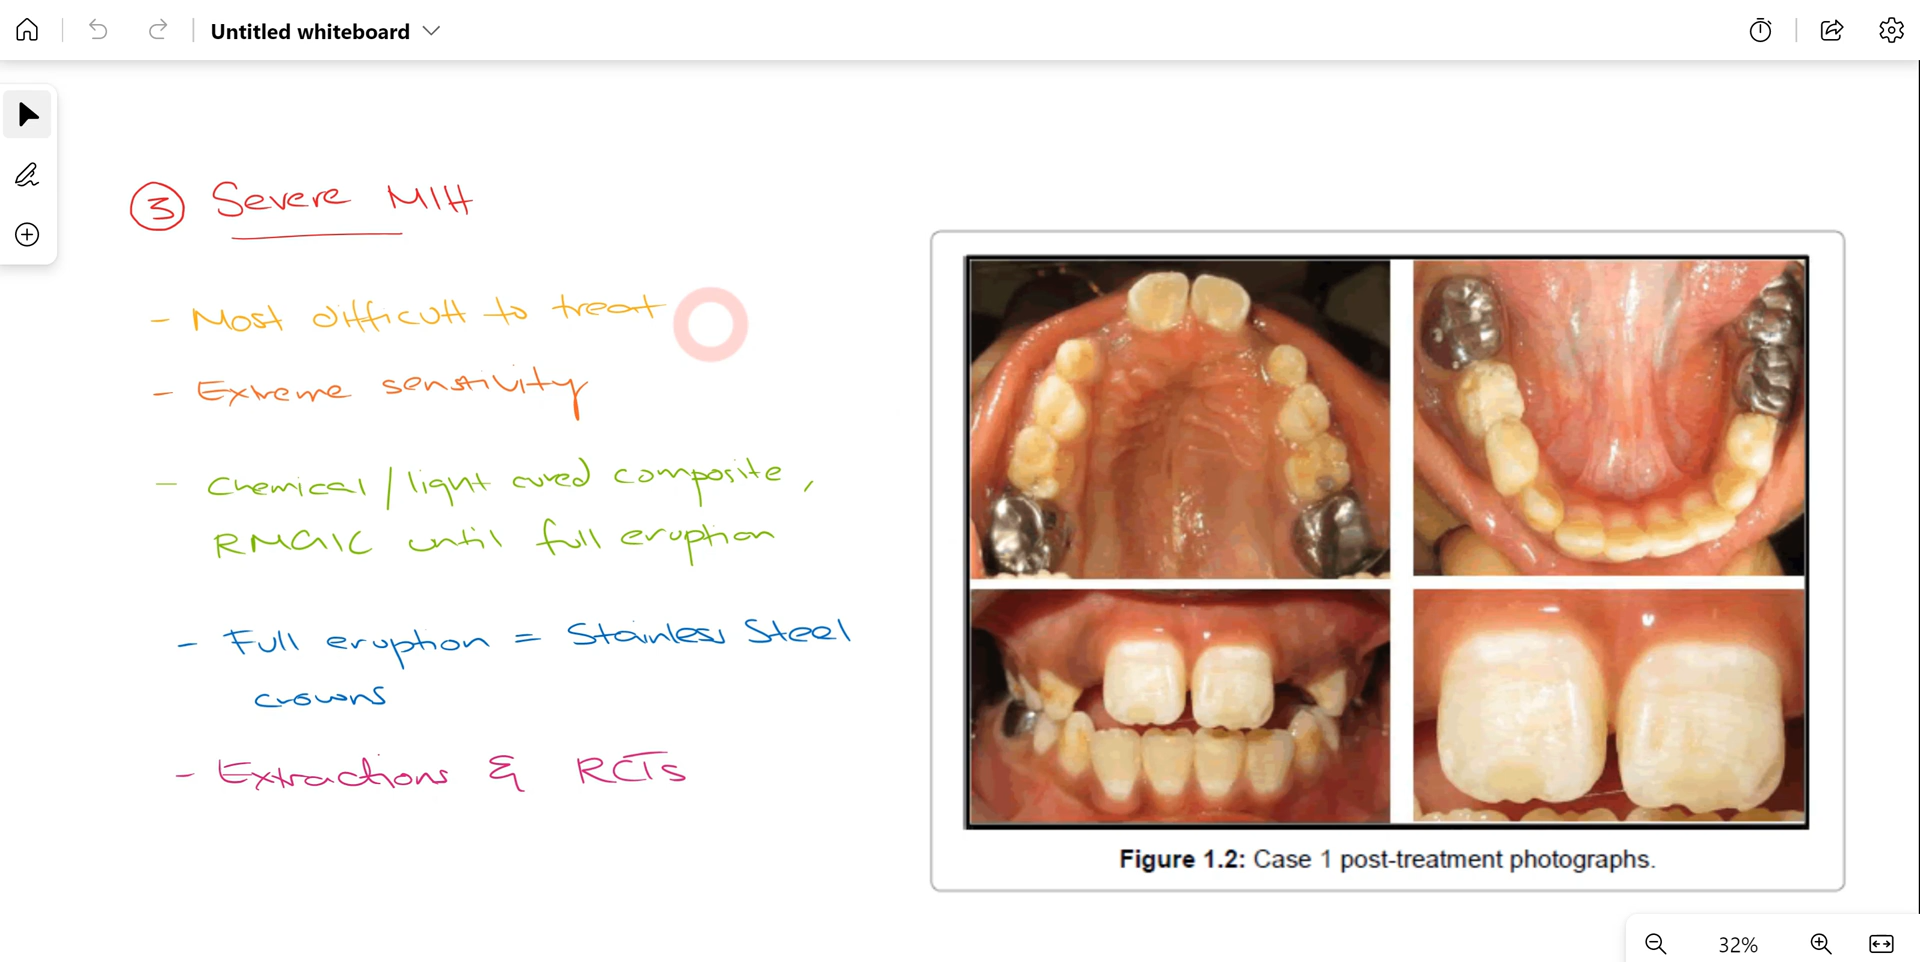 Untitled whiteboard
3 Severe MIH
- Most difficult to treat
- Extreme sensitivity
- Chemical / light cured composite,
RMGIC until full eruption
- Full eruption = Stainless Steel
crowns
- Extractions & RCTs
Figure 1.2: Case 1 post-treatment photographs.
32%